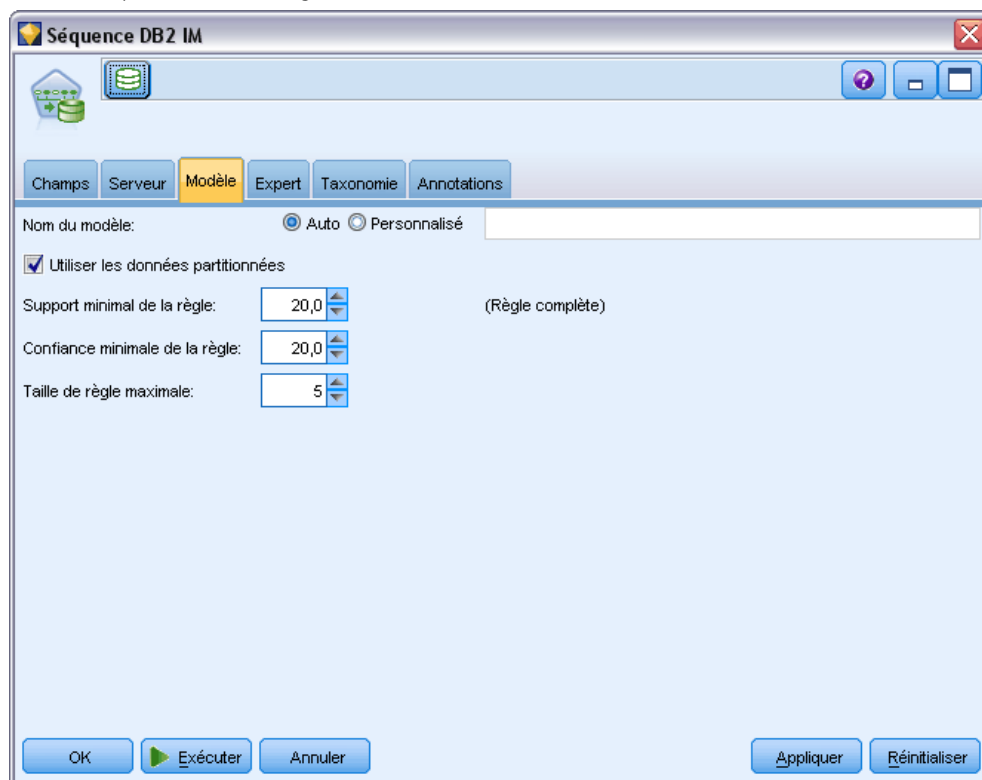 Séquence DB2 IM
Champs Serveur Modèle Expert Taxonomie Annotations
Nom du modèle: Auto Personnalisé
Utiliser les données partitionnées
Support minimal de la règle: 20,0 (Règle complète)
Confiance minimale de la règle: 20,0
Taille de règle maximale: 5
OK Exécuter Annuler Appliquer Réinitialiser